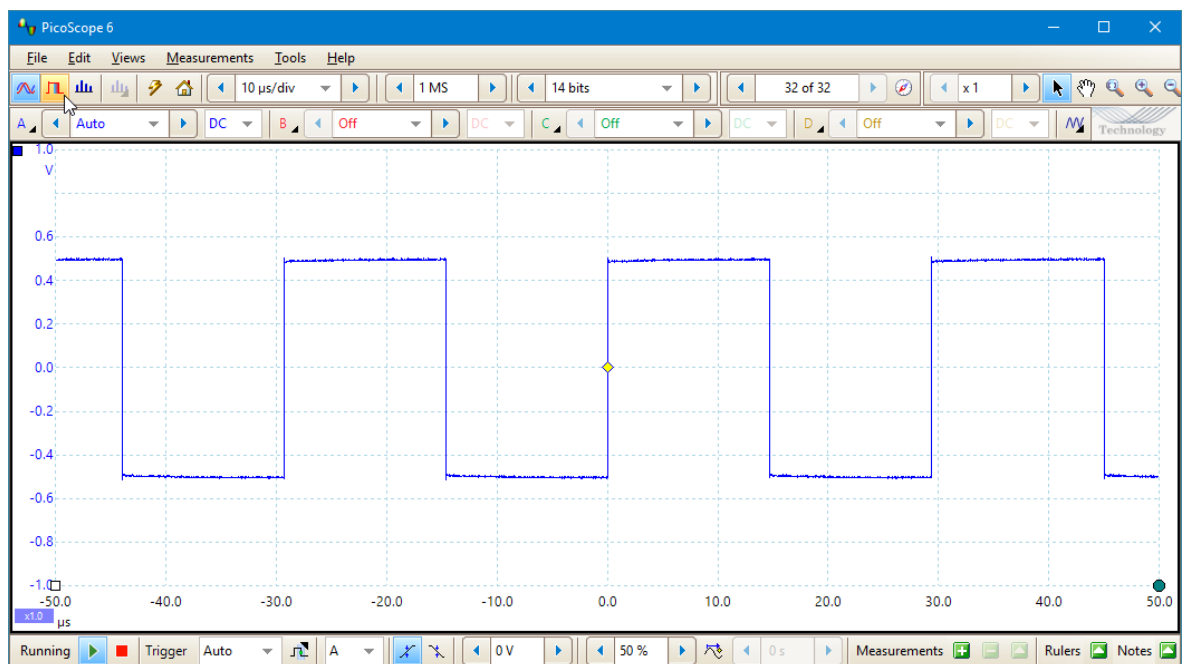 PicoScope 6
File Edit Views Measurements Tools Help
10 µs/div 1 MS 14 bits 32 of 32 x 1
A Auto DC B Off DC C Off DC D Off DC Technology
1.0
V
0.6
0.4
0.2
0.0
-0.2
-0.4
-0.6
-0.8
-1.0
-50.0 -40.0 -30.0 -20.0 -10.0 0.0 10.0 20.0 30.0 40.0 50.0
x1.0 µs
Running Trigger Auto A 0 V 50 % 0 s Measurements Rulers Notes